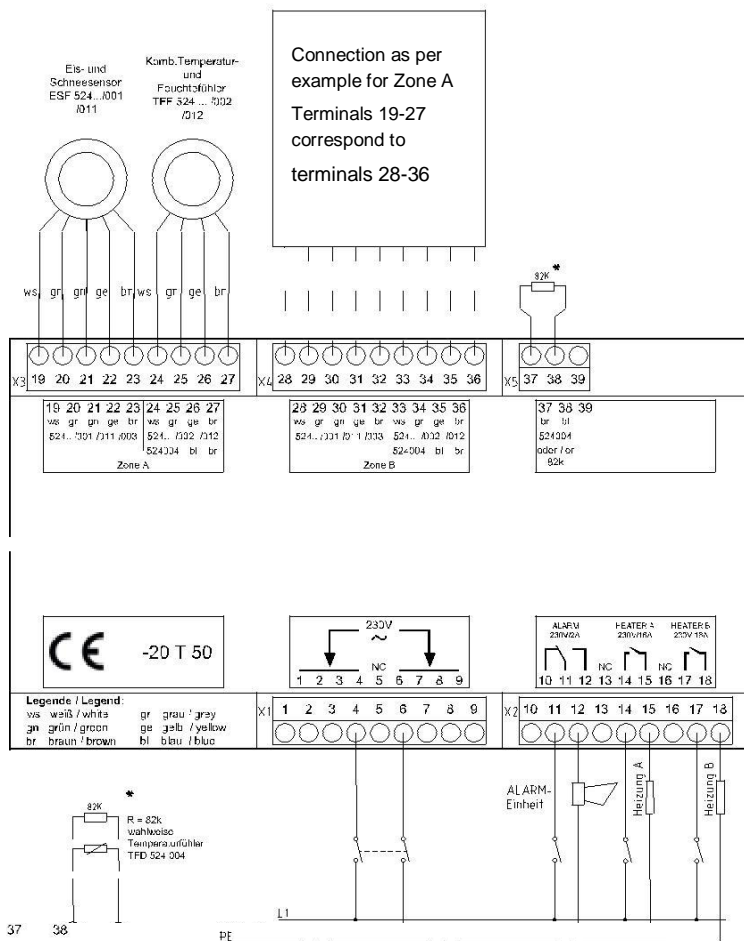 Eis- und
Schneesensor
ESF 524.../001
/011
Komb.Temperatur-
und
Feuchtefühler
TFF 524 ... /002
/012
Connection as per
example for Zone A
Terminals 19-27
correspond to
terminals 28-36
ws gr gn ge br ws gr ge br
82K *
X3 19 20 21 22 23 24 25 26 27
X4 28 29 30 31 32 33 34 35 36
X5 37 38 39
19 20 21 22 23 24 25 26 27
ws gr gn ge br ws gr ge br
524.. /001 /011 /003 524.. /002 /012
524004 bl br
Zone A
28 29 30 31 32 33 34 35 36
ws gr gn ge br ws gr ge br
524.. /001 /011 /003 524.. /002 /012
524004 bl br
Zone B
37 38 39
br bl
524004
oder / or
82k
CE -20 T 50
230V
~
NC
1 2 3 4 5 6 7 8 9
ALARM
230V/2A
HEATER A
230V/16A
HEATER B
230V 16A
NC NC
10 11 12 13 14 15 16 17 18
Legende / Legend:
ws weiß / white gr grau / grey
gn grün / green ge gelb / yellow
br braun / brown bl blau / blue
X1 1 2 3 4 5 6 7 8 9
X2 10 11 12 13 14 15 16 17 18
ALARM-
Einheit
Heizung A
Heizung B
82K
*
R = 82k
wahlweise
Temperaturfühler
TFD 524 004
37 38
L1
PE